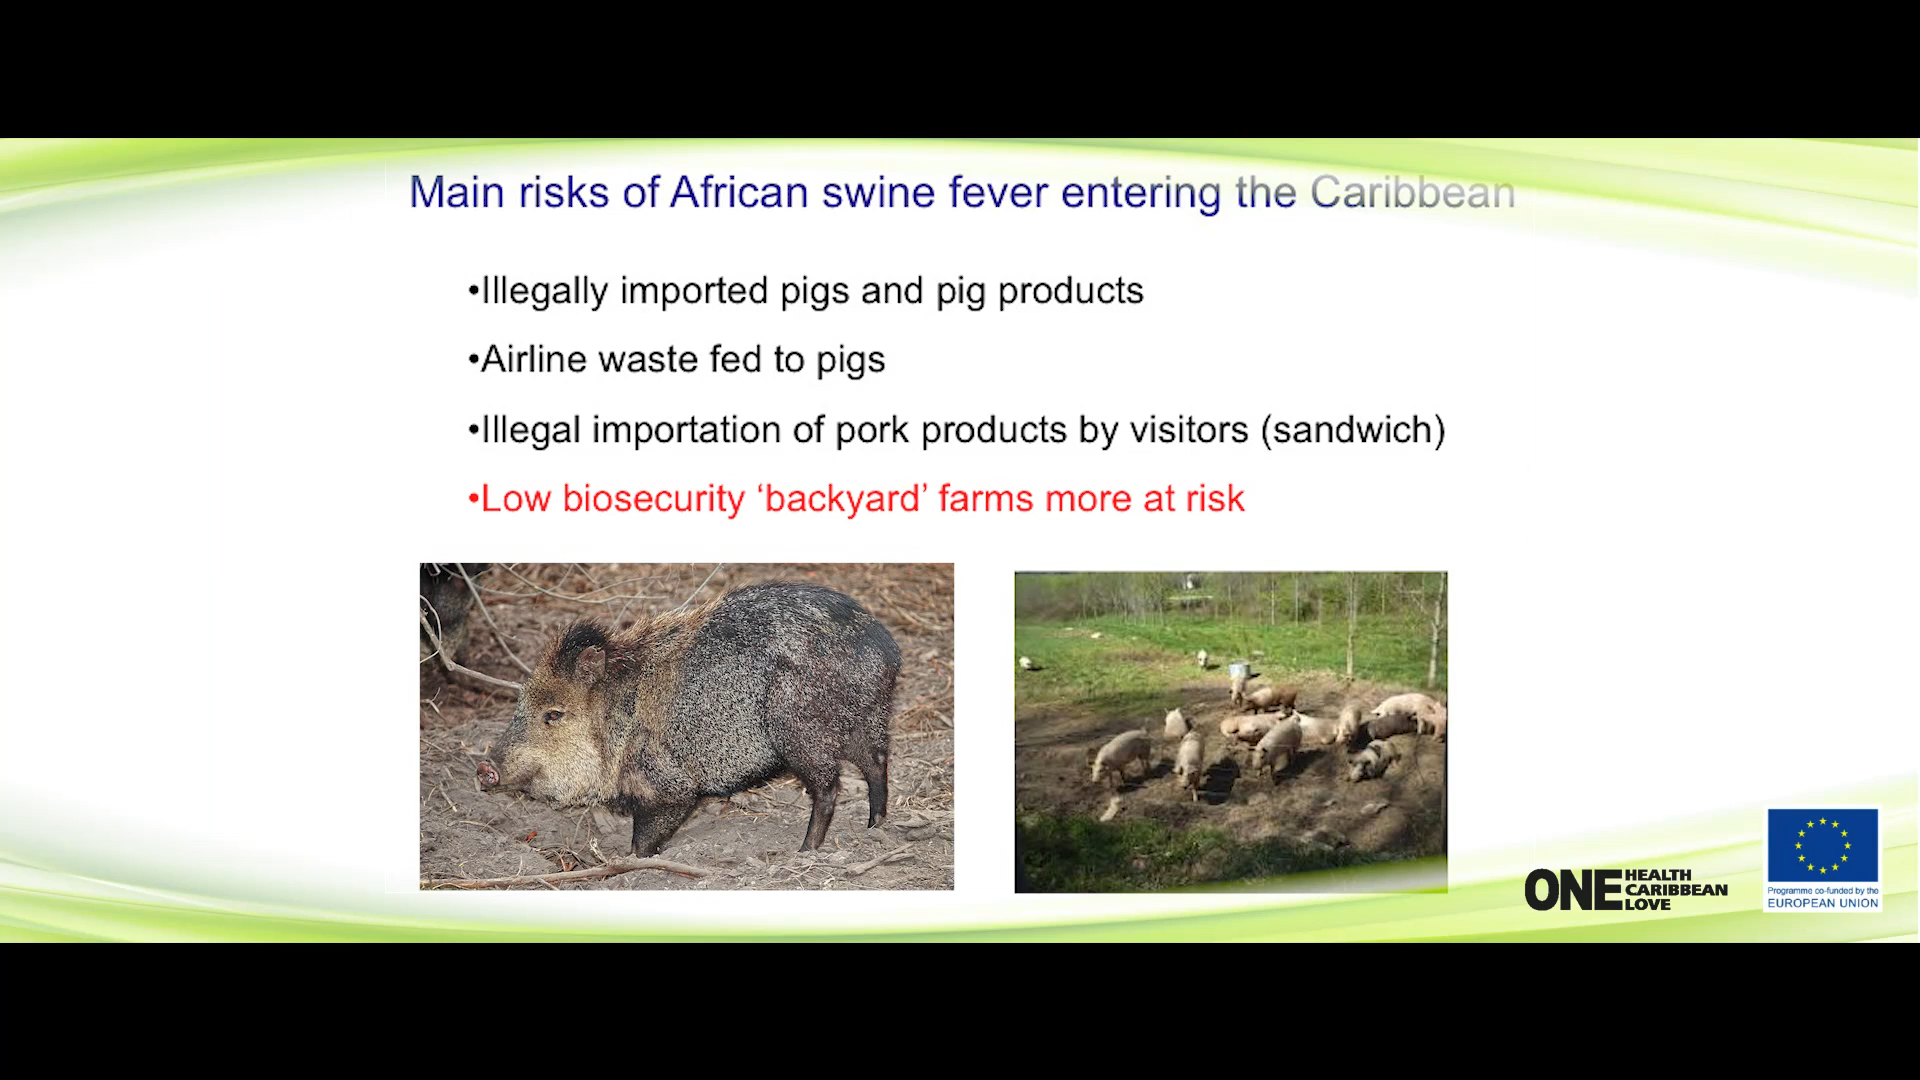 Main risks of African swine fever entering the Caribbean
•Illegally imported pigs and pig products
•Airline waste fed to pigs
•Illegal importation of pork products by visitors (sandwich)
•Low biosecurity ‘backyard’ farms more at risk
ONE HEALTH
CARIBBEAN
LOVE
Programme co-funded by the
EUROPEAN UNION